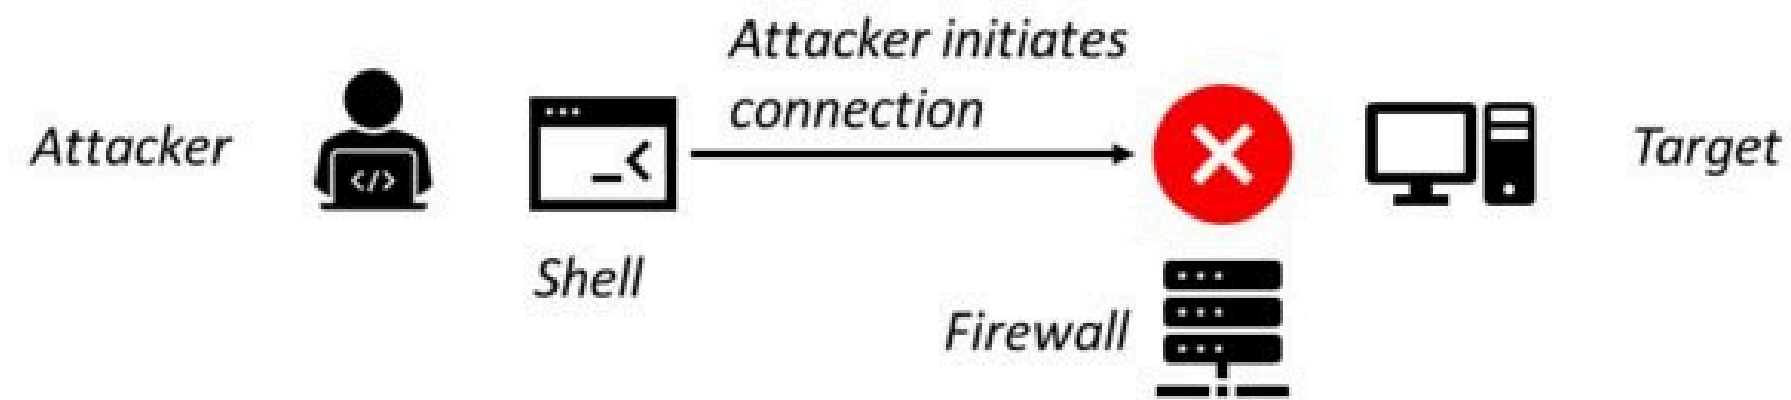 Attacker initiates
connection
Attacker
</>
Target
Shell
Firewall